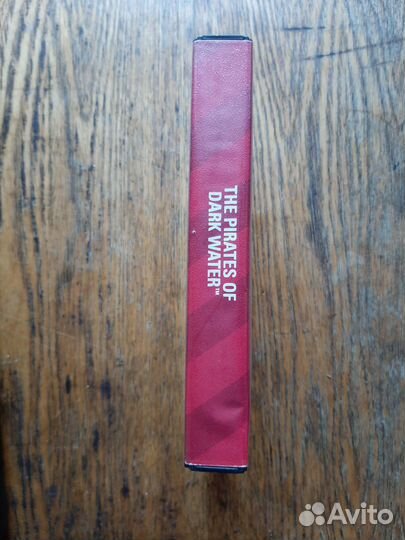 THE PIRATES OF
DARK WATER™
Avito